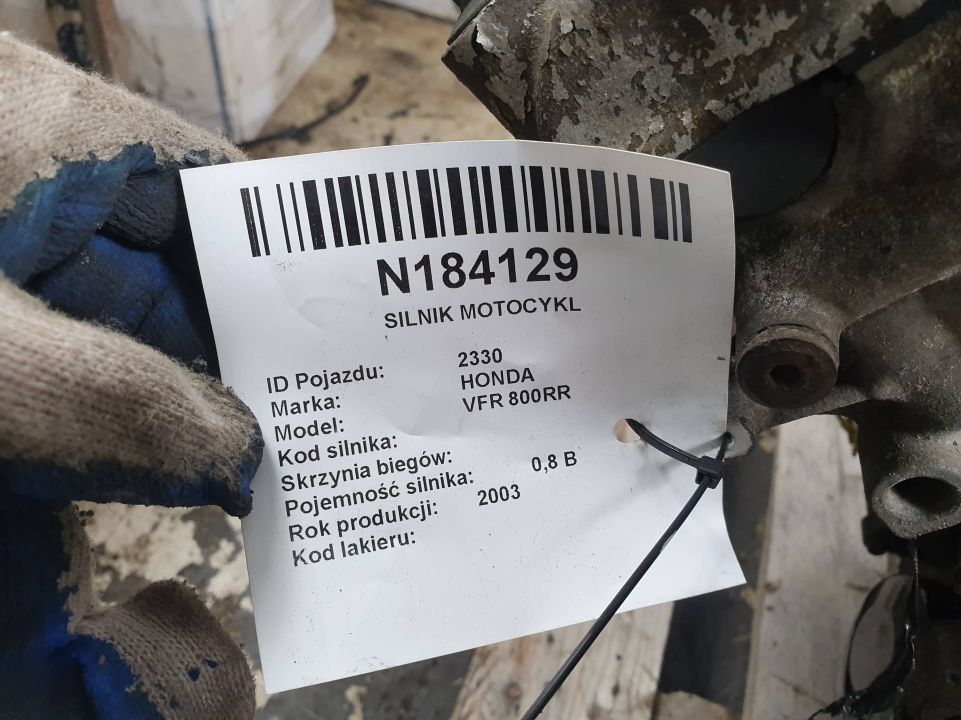 N184129
SILNIK MOTOCYKL
ID Pojazdu: 2330
Marka: HONDA
Model: VFR 800RR
Kod silnika:
Skrzynia biegów:
Pojemność silnika: 0,8 B
Rok produkcji: 2003
Kod lakieru: